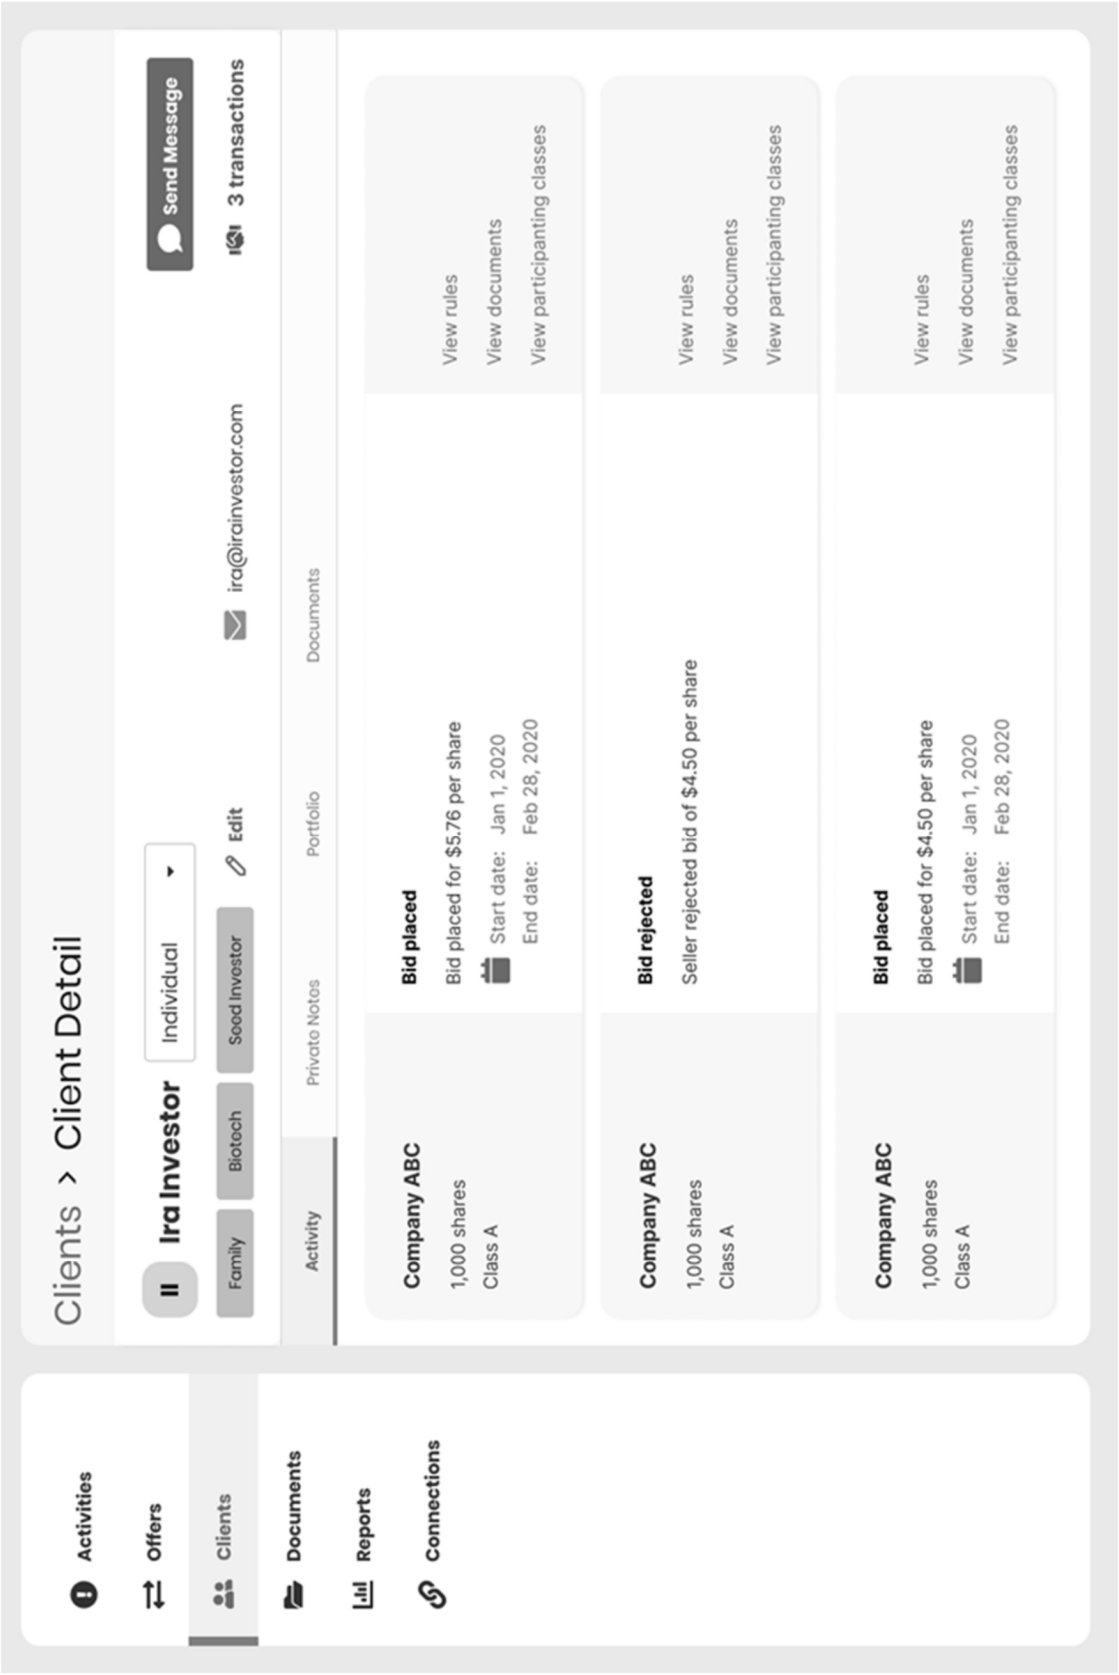 Activities
Offers
Clients
Documents
Reports
Connections
Clients > Client Detail
II Ira Investor Individual
Send Message
Family Biotech Seed Investor Edit
ira@irainvestor.com
3 transactions
Activity Private Notes Portfolio Documents
Company ABC
1,000 shares
Class A
Bid placed
Bid placed for $5.76 per share
Start date: Jan 1, 2020
End date: Feb 28, 2020
View rules
View documents
View participanting classes
Company ABC
1,000 shares
Class A
Bid rejected
Seller rejected bid of $4.50 per share
View rules
View documents
View participanting classes
Company ABC
1,000 shares
Class A
Bid placed
Bid placed for $4.50 per share
Start date: Jan 1, 2020
End date: Feb 28, 2020
View rules
View documents
View participanting classes